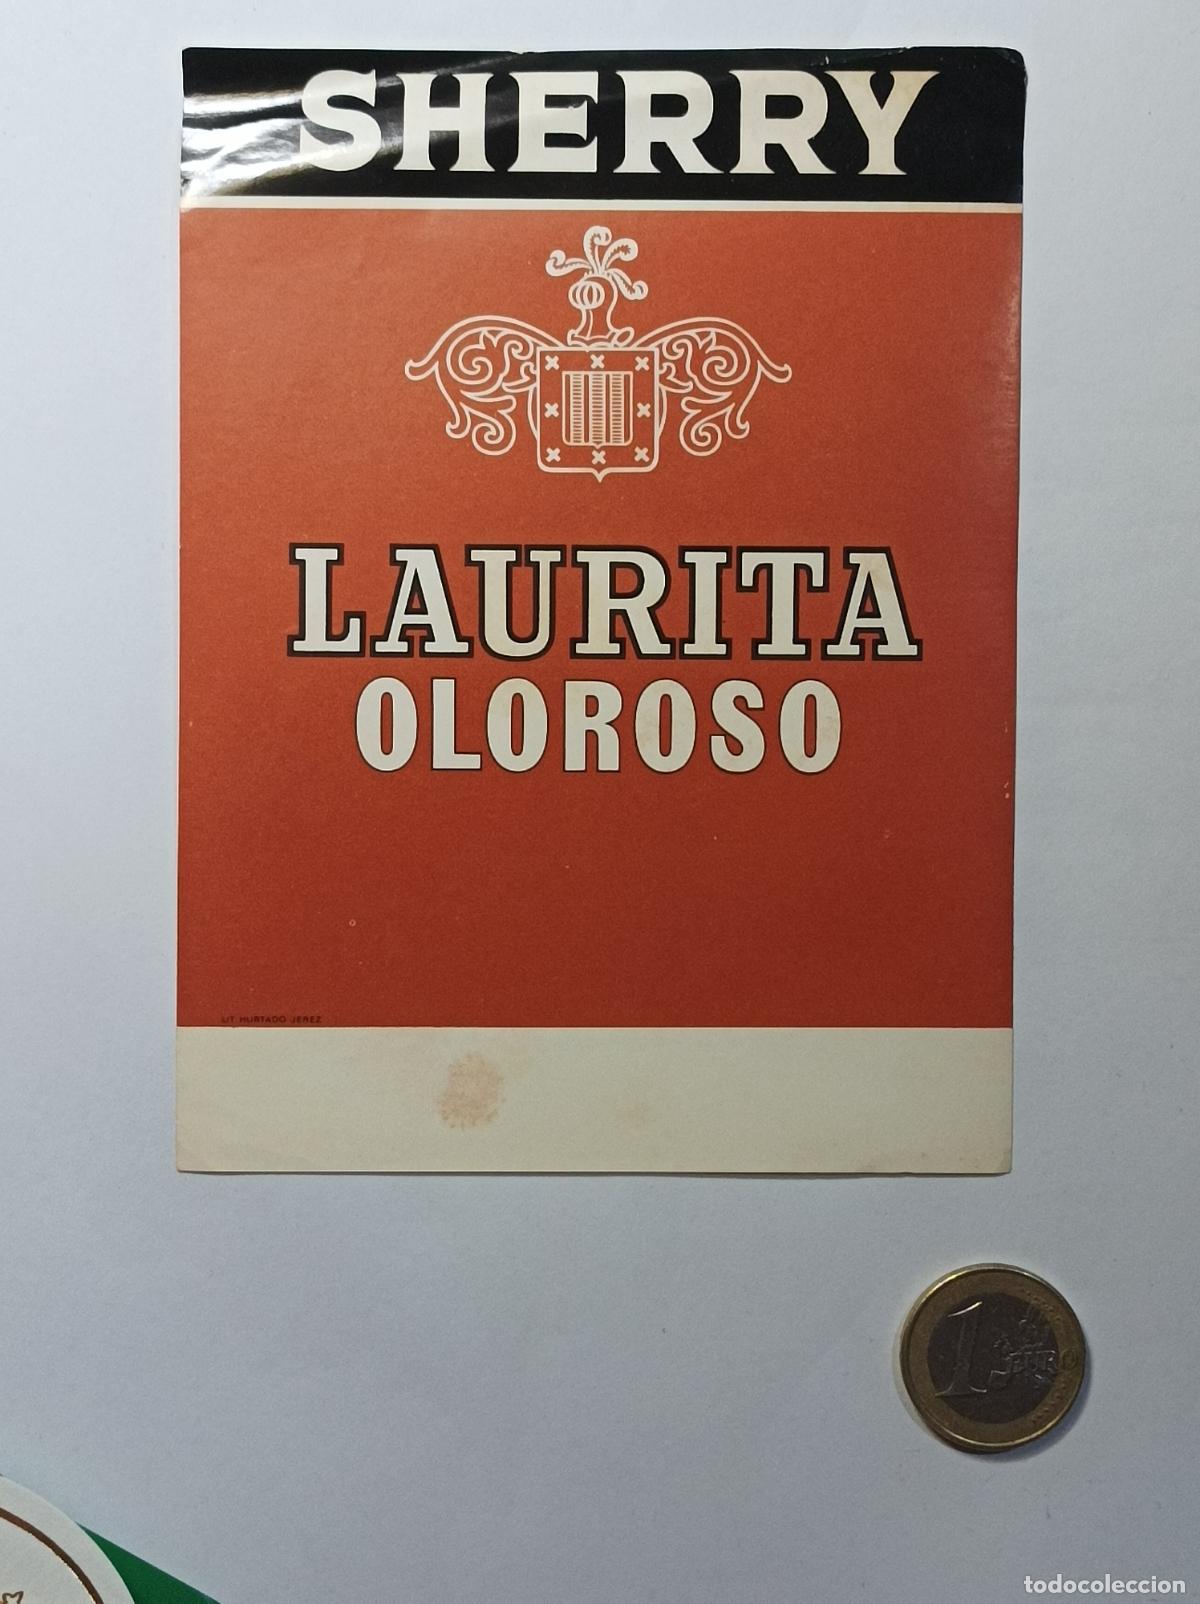 SHERRY
LAURITA
OLOROSO
LIT HURTADO JEREZ
1
EURO
todocoleccion